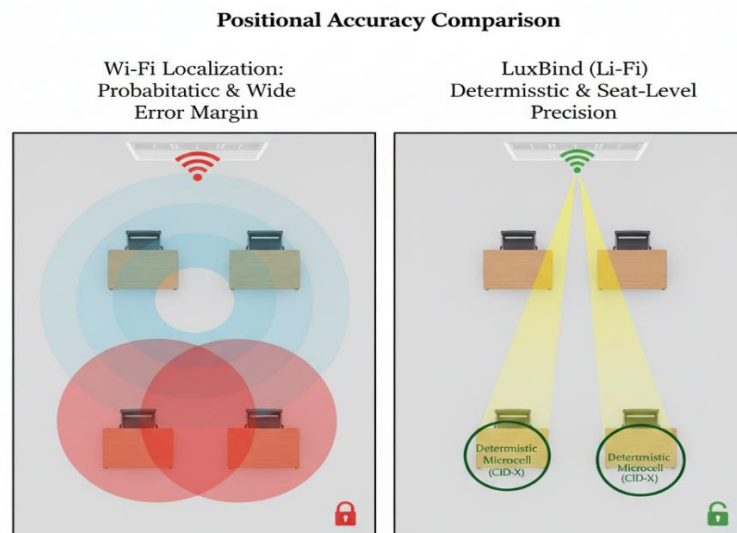 Positional Accuracy Comparison
Wi-Fi Localization:
Probabitaticc & Wide
Error Margin
LuxBind (Li-Fi)
Determisstic & Seat-Level
Precision
Determistic
Microcell
(CID-X)
Deterrmistic
Microcell
(CID-X)